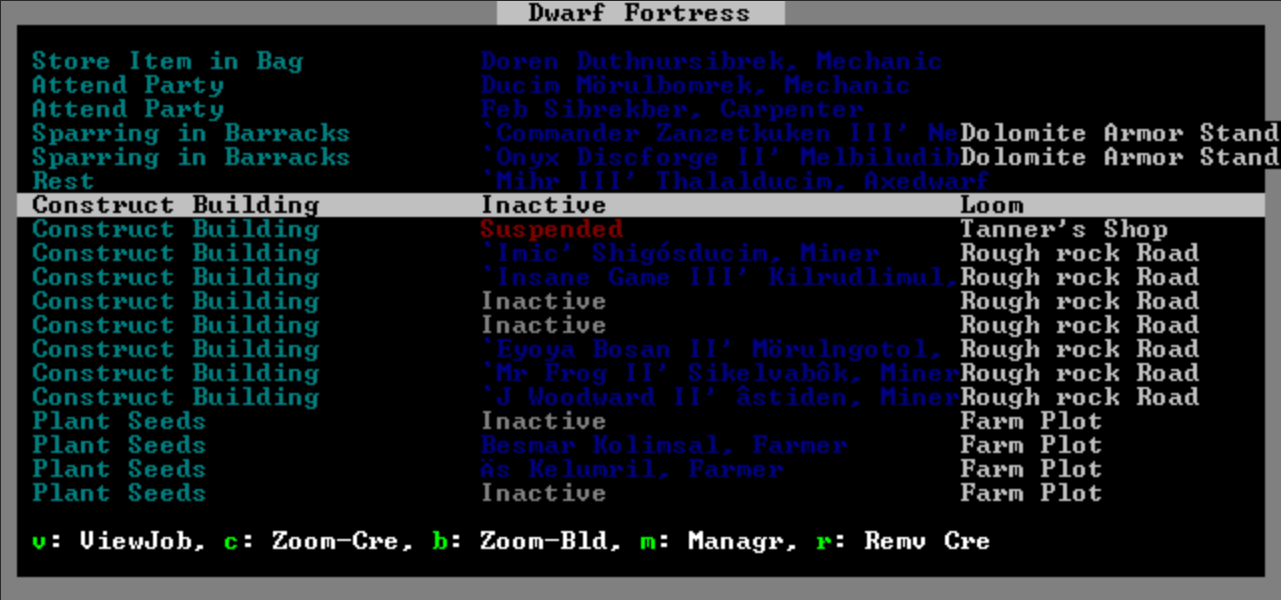 Dwarf Fortress
Store Item in Bag Doren Duthnursibrek, Mechanic
Attend Party Ducim Mörulbomrek, Mechanic
Attend Party Feb Sibrekber, Carpenter
Sparring in Barracks `Commander Zanzetkuken III' Ne Dolomite Armor Stand
Sparring in Barracks `Onyx Discforge II' Melbiludib Dolomite Armor Stand
Rest `Mihr III' Thalalducim, Axedwarf
Construct Building Inactive Loom
Construct Building Suspended Tanner's Shop
Construct Building `Imic' Shigósducim, Miner Rough rock Road
Construct Building `Insane Game III' Kilrudlimul, Rough rock Road
Construct Building Inactive Rough rock Road
Construct Building Inactive Rough rock Road
Construct Building `Eyoya Bosan II' Mörulngotol, Rough rock Road
Construct Building `Mr Frog II' Sikelvabôk, Miner Rough rock Road
Construct Building `J Woodward II' âstiden, Miner Rough rock Road
Plant Seeds Inactive Farm Plot
Plant Seeds Besmar Kolimsal, Farmer Farm Plot
Plant Seeds äs Kelumril, Farmer Farm Plot
Plant Seeds Inactive Farm Plot
v: ViewJob, c: Zoom-Cre, b: Zoom-Bld, m: Managr, r: Remv Cre